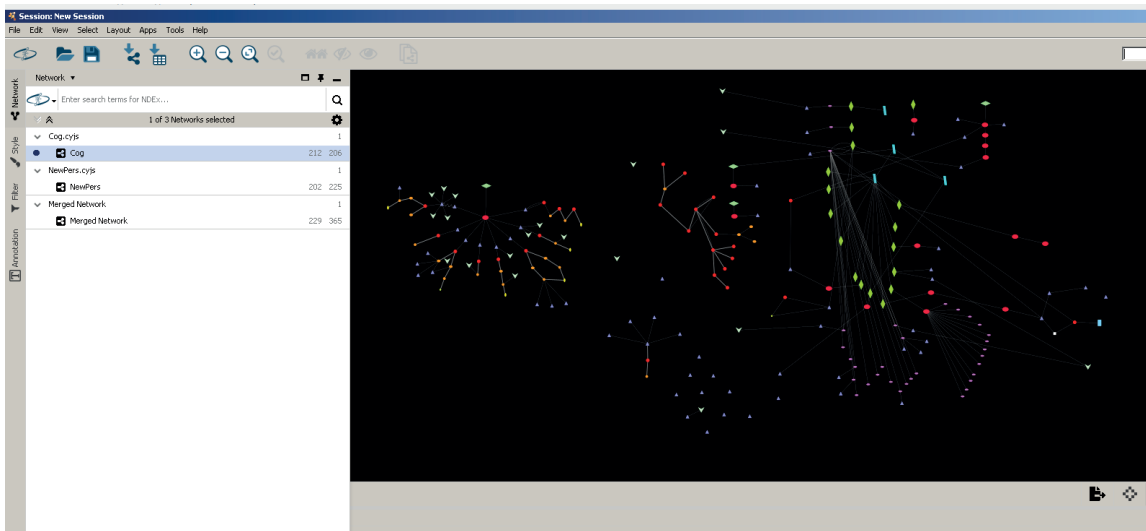 Session: New Session
File Edit View Select Layout Apps Tools Help
Network
Enter search terms for NDEx...
1 of 3 Networks selected
Cog.cyjs 1
Cog 212 206
NewPers.cyjs 1
NewPers 202 225
Merged Network 1
Merged Network 229 365
Network
Style
Filter
Annotation